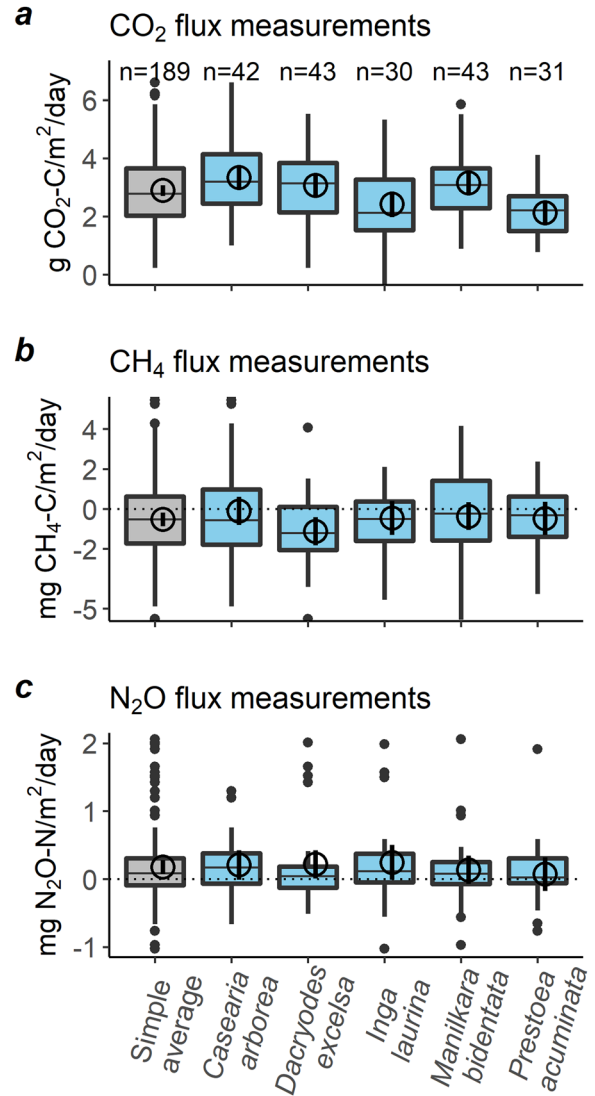 a
CO₂ flux measurements
n=189 n=42 n=43 n=30 n=43 n=31
g CO₂-C/m²/day
6
4
2
0
b
CH₄ flux measurements
mg CH₄-C/m²/day
4
2
0
-2
-5
c
N₂O flux measurements
mg N₂O-N/m²/day
2
1
0
-1
Simple
average
Casearia
arborea
Dacryodes
excelsa
Inga
laurina
Manilkara
bidentata
Prestoea
acuminata